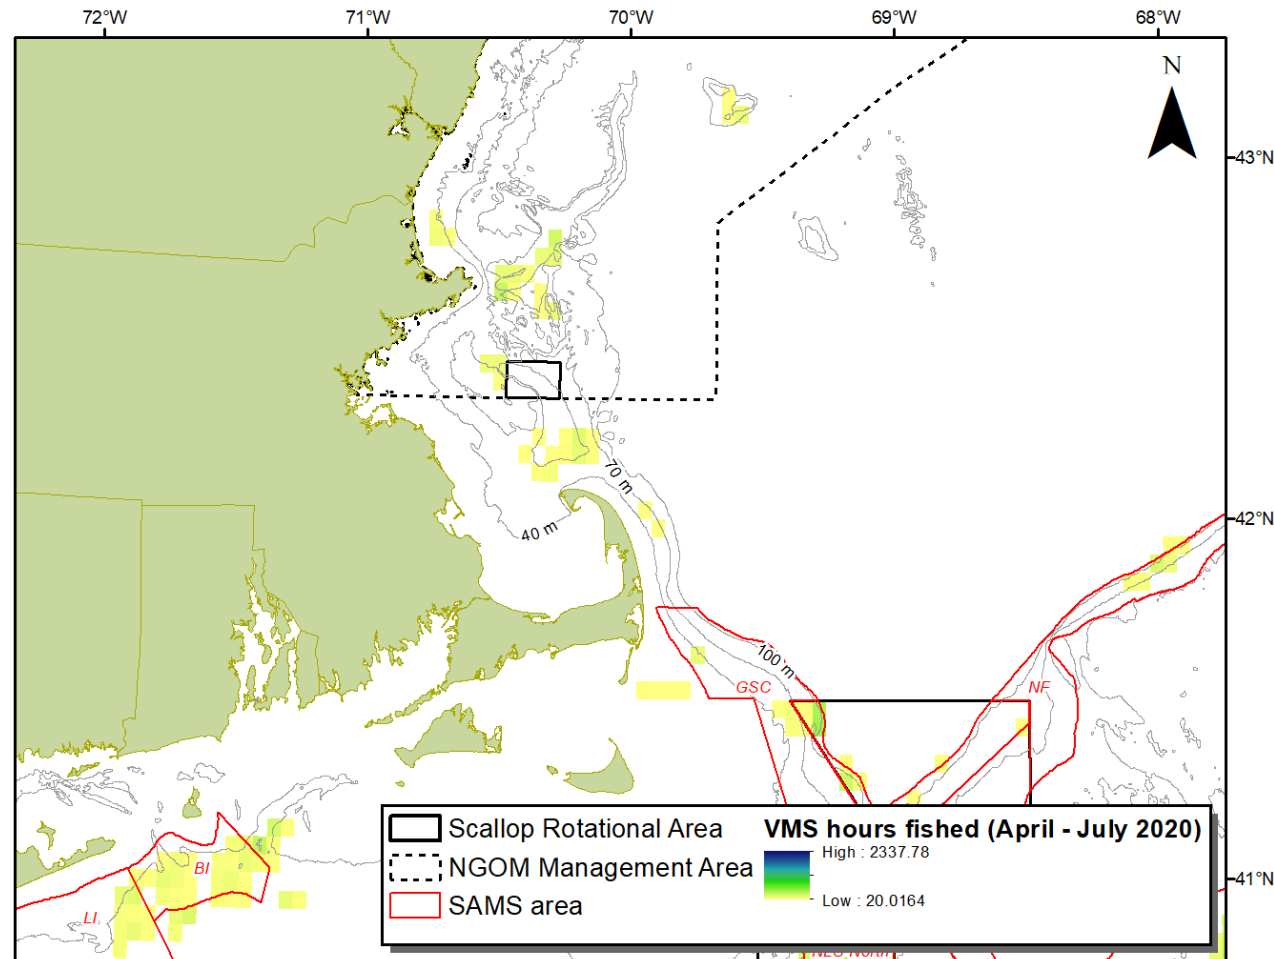 72°W 71°W 70°W 69°W 68°W
N
43°N
70 m
42°N
40 m
100 m
GSC
NF
BI
LI
41°N
Scallop Rotational Area
NGOM Management Area
SAMS area
VMS hours fished (April - July 2020)
High : 2337.78
Low : 20.0164